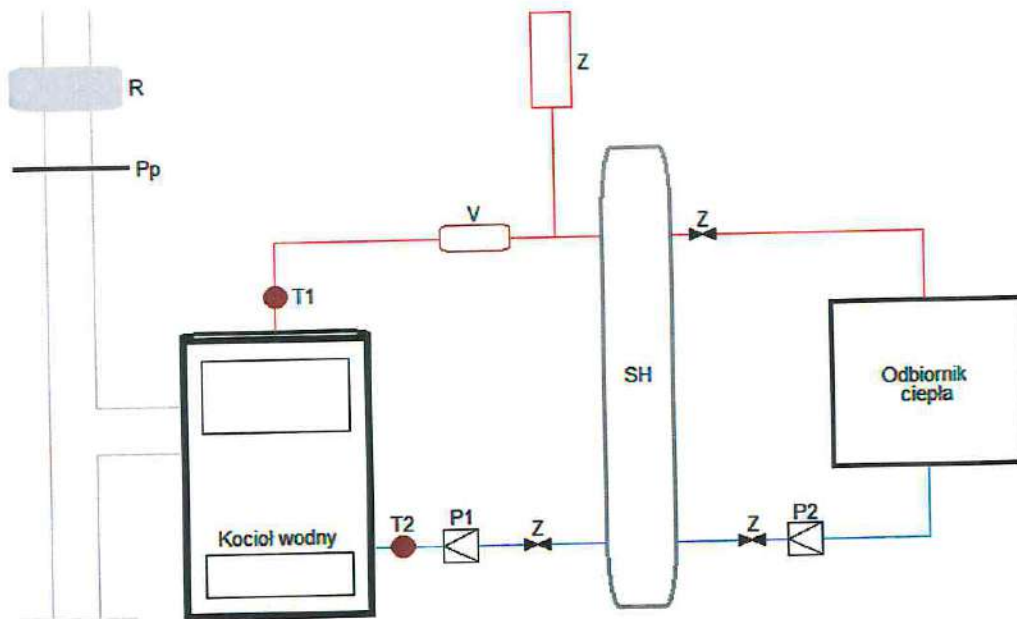 Z
R
Pp
V
Z
T1
SH
Odbiornik
ciepła
T2
P1
Z
Z
P2
Kocioł wodny